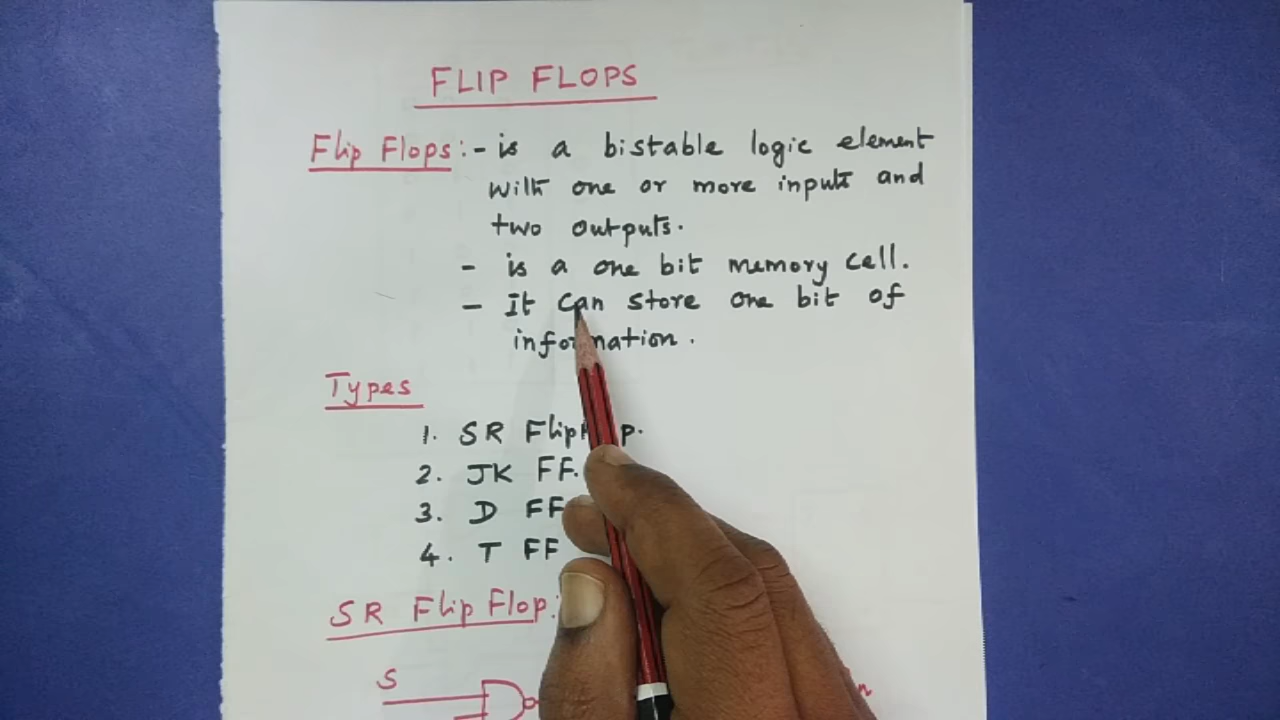 FLIP FLOPS
Flip Flops:- is a bistable logic element
with one or more inputs and
two outputs.
- is a one bit memory cell.
- It can store one bit of
information.
Types
1. SR Flip
2. JK FF.
3. D FF
4. T FF
SR Flip Flop:
S